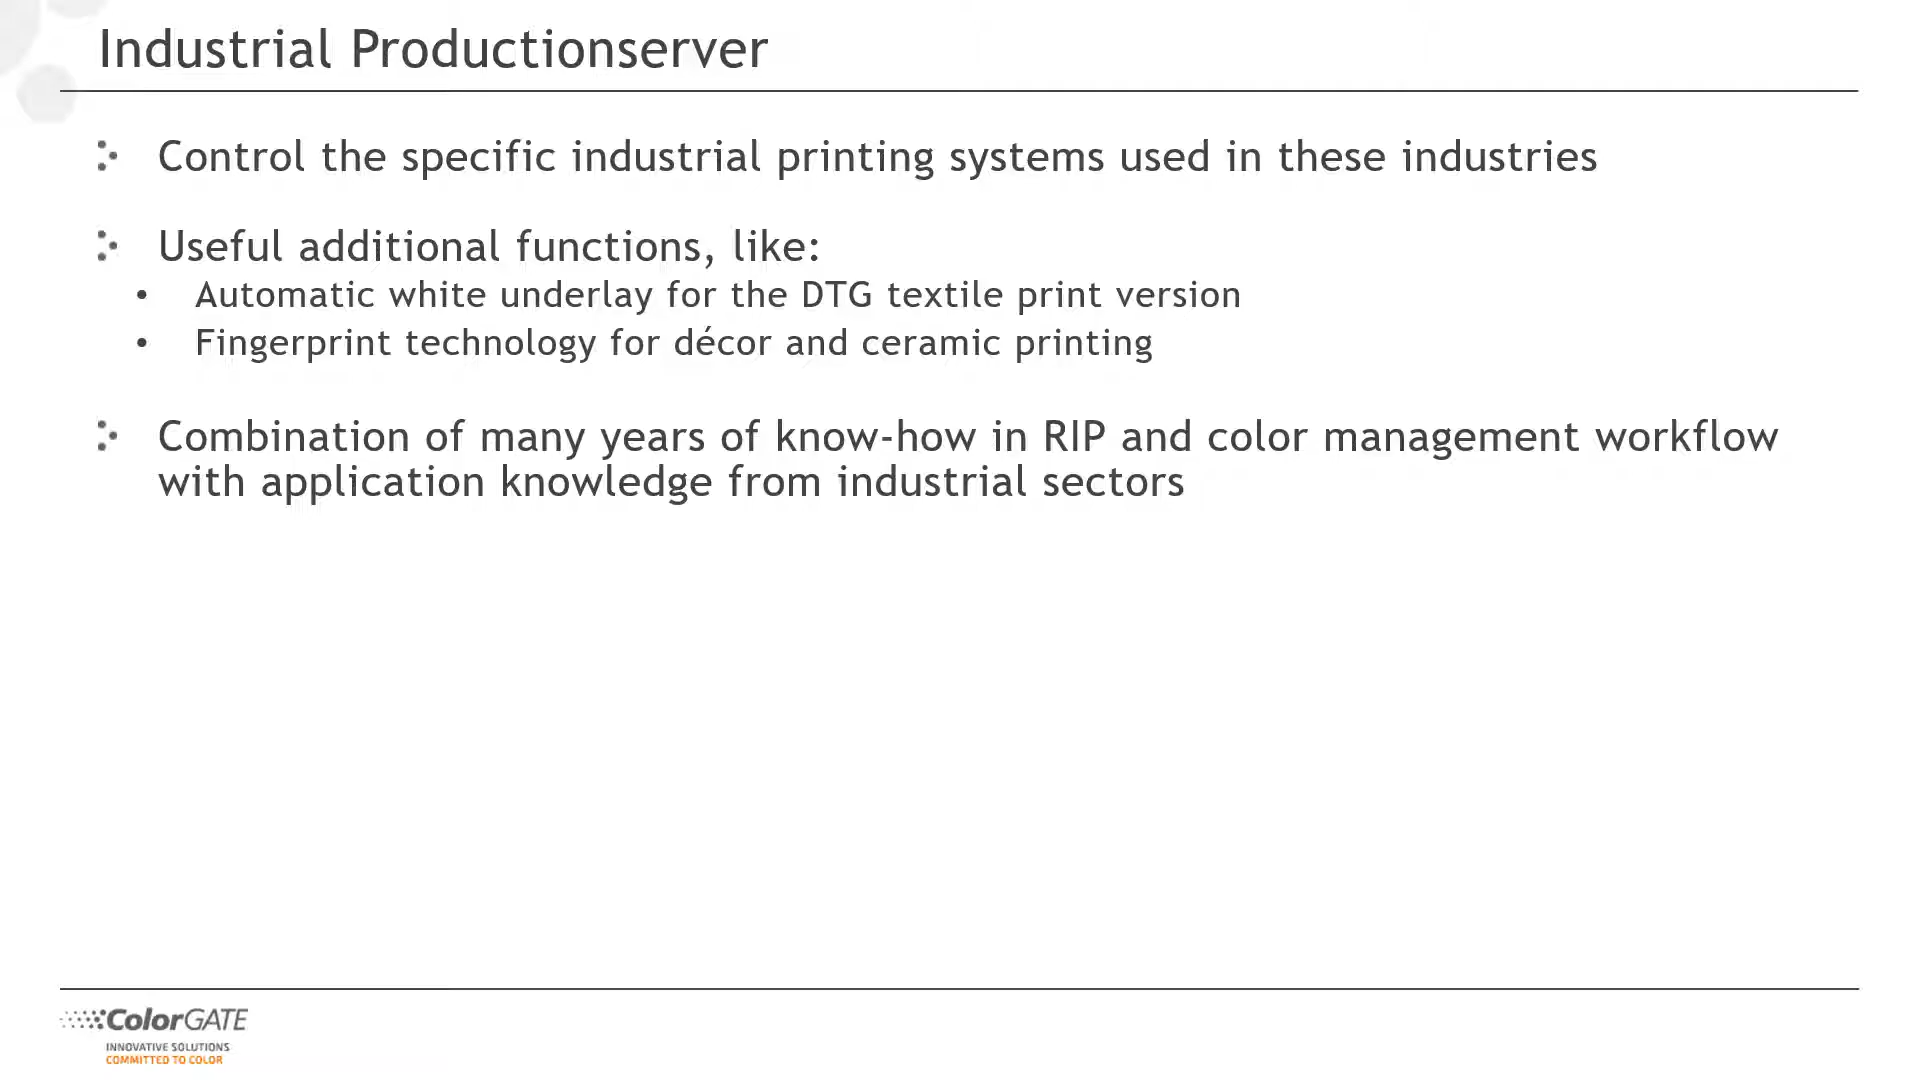 Industrial Productionserver
Control the specific industrial printing systems used in these industries
Useful additional functions, like:
• Automatic white underlay for the DTG textile print version
• Fingerprint technology for décor and ceramic printing
Combination of many years of know-how in RIP and color management workflow
with application knowledge from industrial sectors
ColorGATE
INNOVATIVE SOLUTIONS
COMMITTED TO COLOR